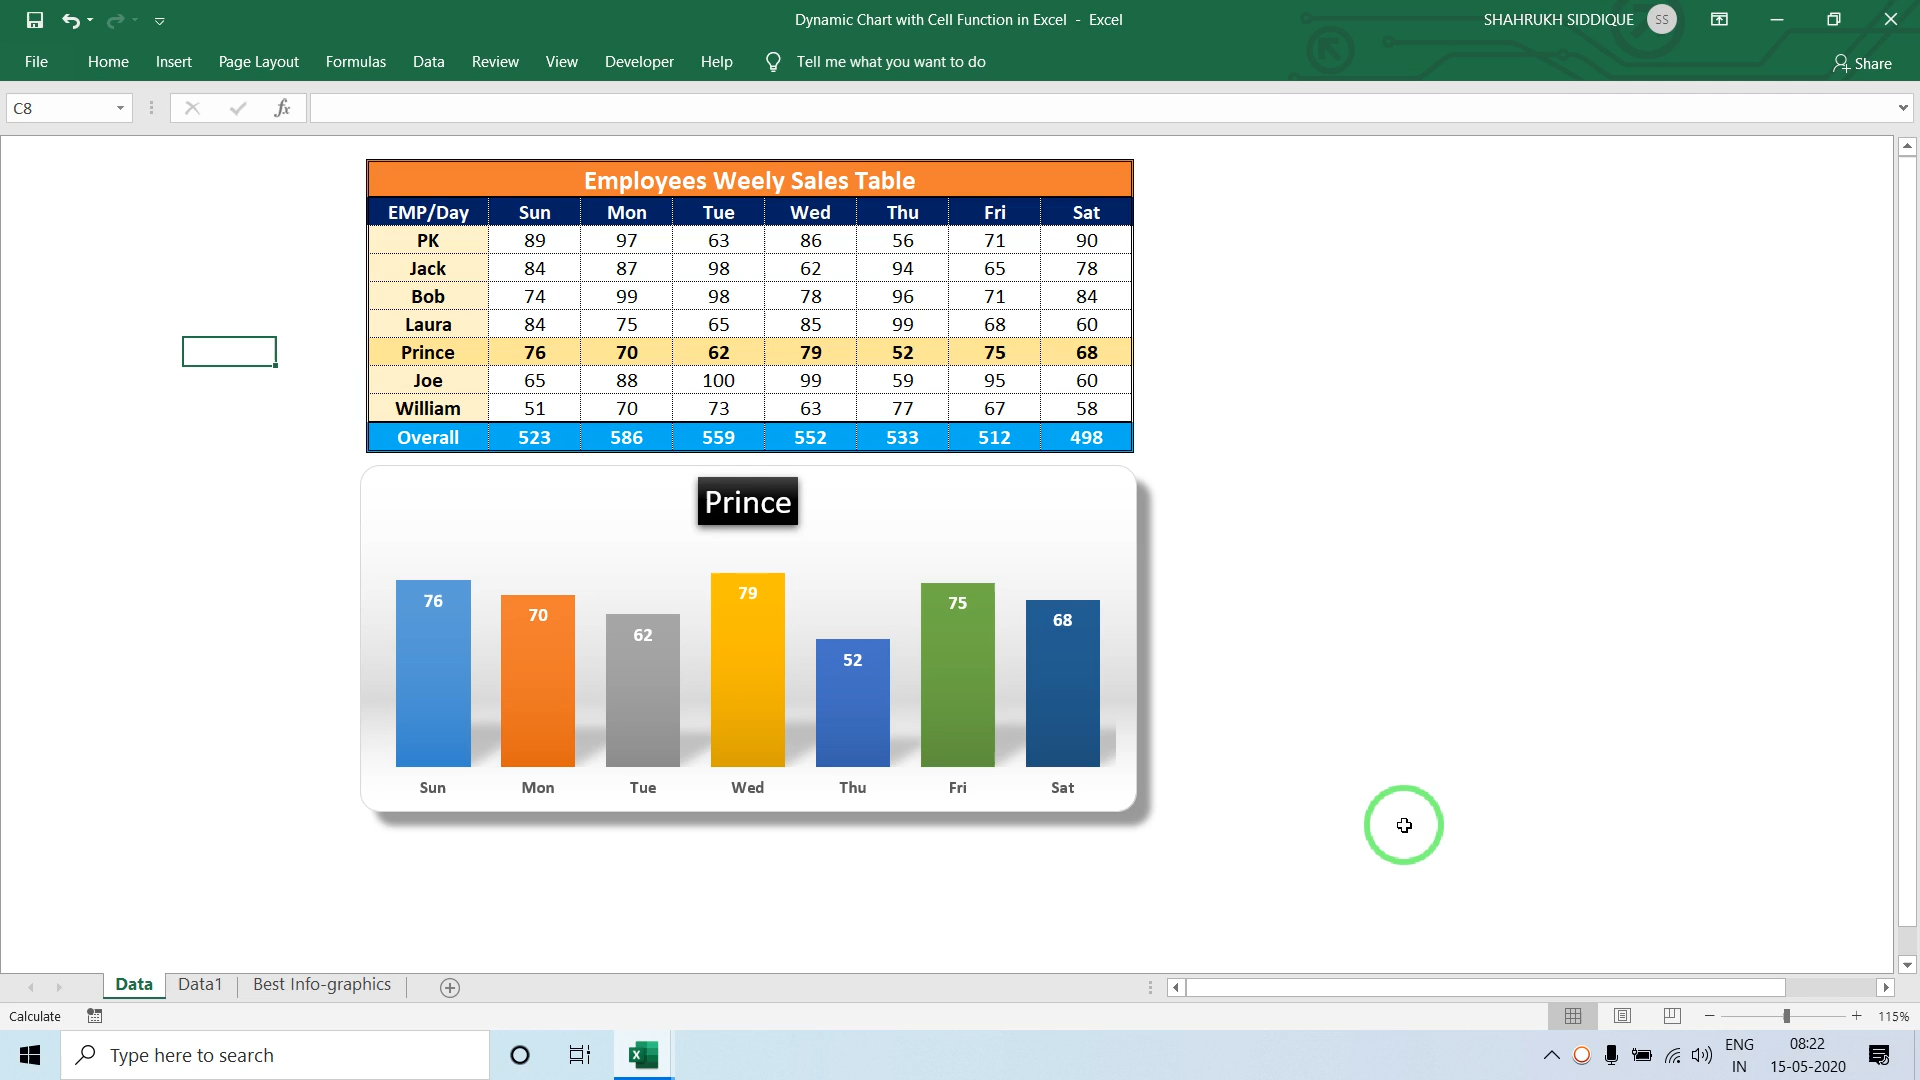 Dynamic Chart with Cell Function in Excel - Excel
SHAHRUKH SIDDIQUE SS
File Home Insert Page Layout Formulas Data Review View Developer Help Tell me what you want to do Share
C8 fx
Employees Weely Sales Table
EMP/Day Sun Mon Tue Wed Thu Fri Sat
PK 89 97 63 86 56 71 90
Jack 84 87 98 62 94 65 78
Bob 74 99 98 78 96 71 84
Laura 84 75 65 85 99 68 60
Prince 76 70 62 79 52 75 68
Joe 65 88 100 99 59 95 60
William 51 70 73 63 77 67 58
Overall 523 586 559 552 533 512 498
Prince
76 70 62 79 52 75 68
Sun Mon Tue Wed Thu Fri Sat
Data Data1 Best Info-graphics
Calculate 115%
Type here to search
ENG 08:22
IN 15-05-2020